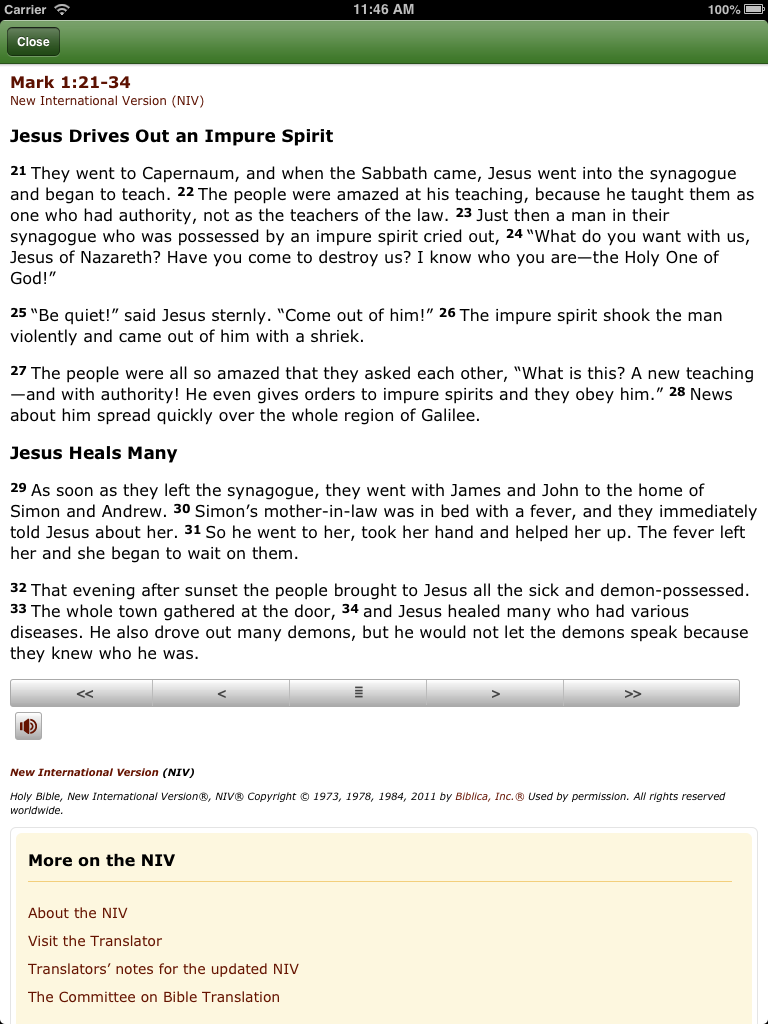 Carrier 11:46 AM 100%
Close
Mark 1:21-34
New International Version (NIV)
Jesus Drives Out an Impure Spirit
21 They went to Capernaum, and when the Sabbath came, Jesus went into the synagogue
and began to teach. 22 The people were amazed at his teaching, because he taught them as
one who had authority, not as the teachers of the law. 23 Just then a man in their
synagogue who was possessed by an impure spirit cried out, 24 “What do you want with us,
Jesus of Nazareth? Have you come to destroy us? I know who you are—the Holy One of
God!”
25 “Be quiet!” said Jesus sternly. “Come out of him!” 26 The impure spirit shook the man
violently and came out of him with a shriek.
27 The people were all so amazed that they asked each other, “What is this? A new teaching
—and with authority! He even gives orders to impure spirits and they obey him.” 28 News
about him spread quickly over the whole region of Galilee.
Jesus Heals Many
29 As soon as they left the synagogue, they went with James and John to the home of
Simon and Andrew. 30 Simon’s mother-in-law was in bed with a fever, and they immediately
told Jesus about her. 31 So he went to her, took her hand and helped her up. The fever left
her and she began to wait on them.
32 That evening after sunset the people brought to Jesus all the sick and demon-possessed.
33 The whole town gathered at the door, 34 and Jesus healed many who had various
diseases. He also drove out many demons, but he would not let the demons speak because
they knew who he was.
<< < ≣ > >>
New International Version (NIV)
Holy Bible, New International Version®, NIV® Copyright © 1973, 1978, 1984, 2011 by Biblica, Inc.® Used by permission. All rights reserved
worldwide.
More on the NIV
About the NIV
Visit the Translator
Translators’ notes for the updated NIV
The Committee on Bible Translation